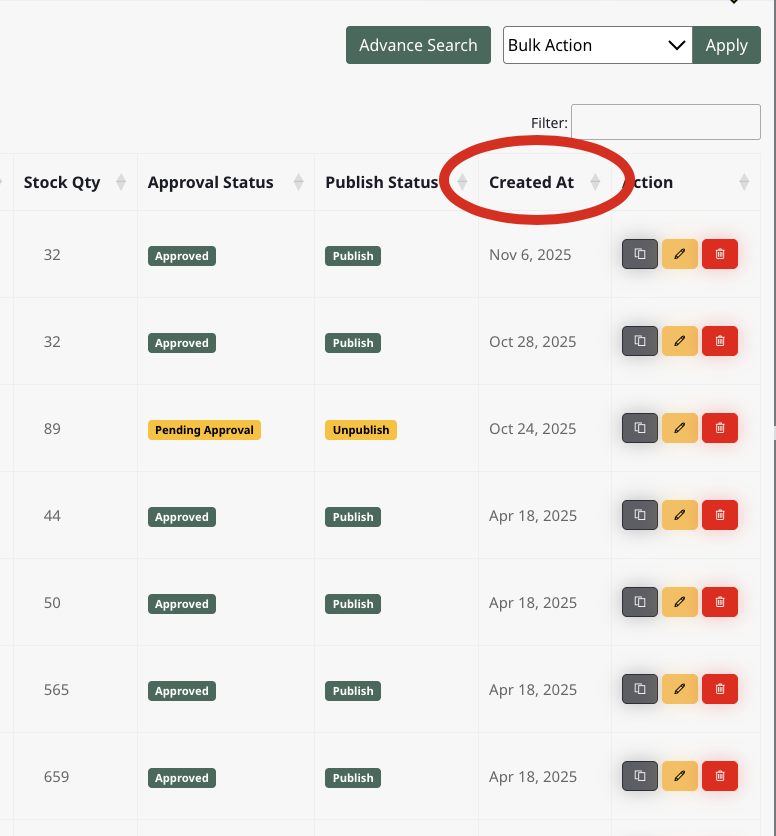 Advance Search Bulk Action Apply
Filter:
Stock Qty Approval Status Publish Status Created At Action
32 Approved Publish Nov 6, 2025
32 Approved Publish Oct 28, 2025
89 Pending Approval Unpublish Oct 24, 2025
44 Approved Publish Apr 18, 2025
50 Approved Publish Apr 18, 2025
565 Approved Publish Apr 18, 2025
659 Approved Publish Apr 18, 2025